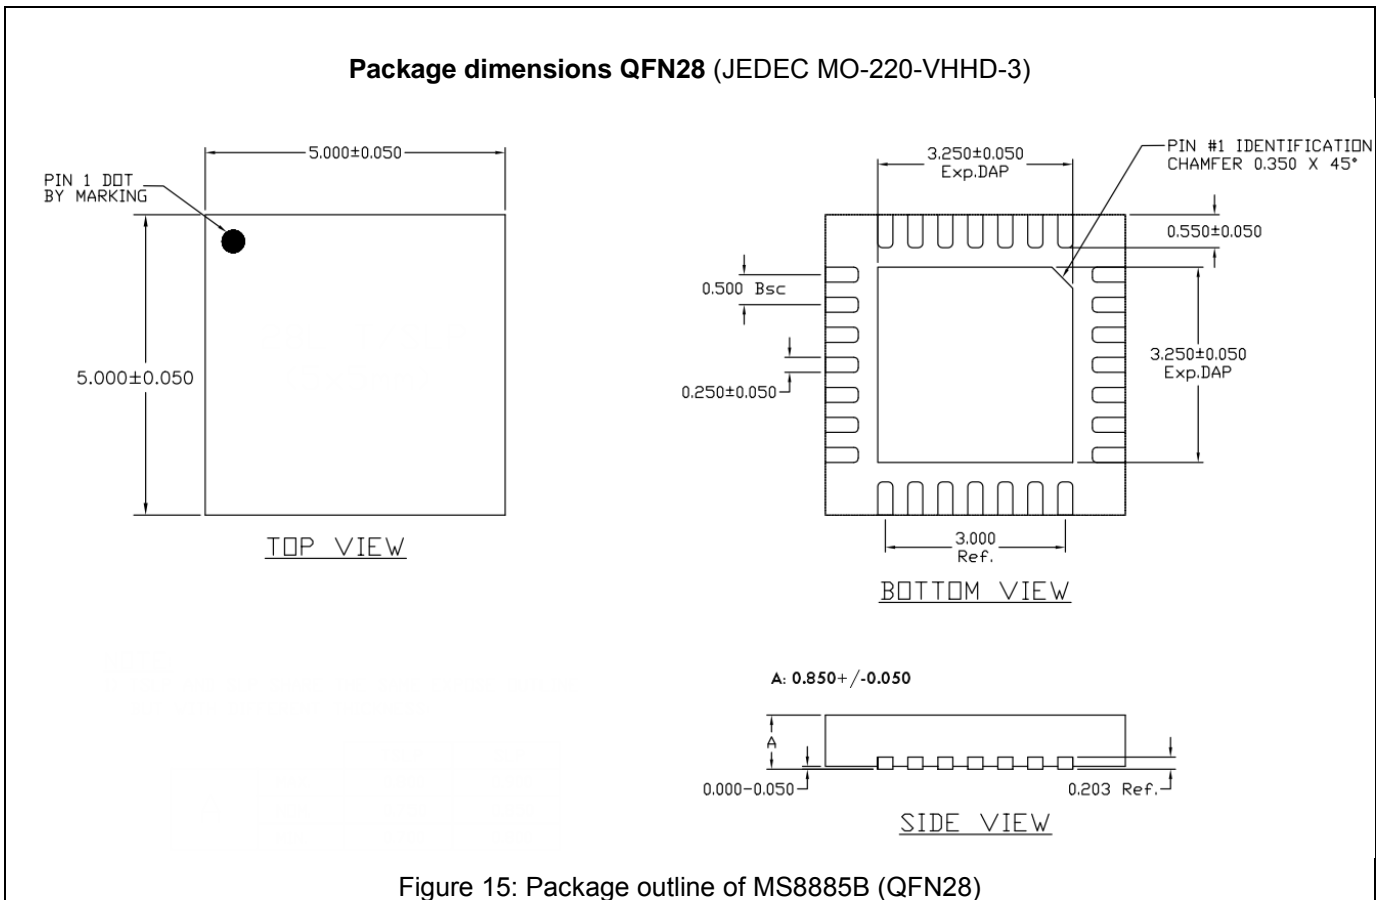 Package dimensions QFN28 (JEDEC MO-220-VHHD-3)
5.000±0.050
PIN 1 DOT
BY MARKING
5.000±0.050
TOP VIEW
3.250±0.050
Exp.DAP
PIN #1 IDENTIFICATION
CHAMFER 0.350 X 45°
0.550±0.050
0.500 Bsc
0.250±0.050
3.250±0.050
Exp.DAP
3.000
Ref.
BOTTOM VIEW
A: 0.850+/-0.050
A
0.000-0.050
0.203 Ref.
SIDE VIEW
Figure 15: Package outline of MS8885B (QFN28)